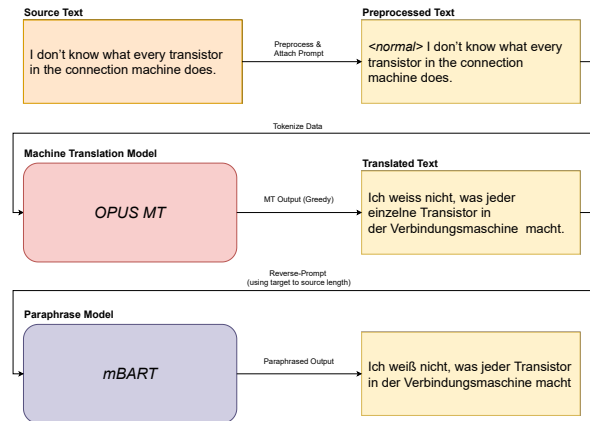 Source Text
Preprocessed Text
I don't know what every transistor
in the connection machine does.
Preprocess &
Attach Prompt
<normal> I don't know what every
transistor in the connection
machine does.
Tokenize Data
Machine Translation Model
Translated Text
OPUS MT
MT Output (Greedy)
Ich weiss nicht, was jeder
einzelne Transistor in
der Verbindungsmaschine macht.
Reverse-Prompt
(using target to source length)
Paraphrase Model
mBART
Paraphrased Output
Ich weiß nicht, was jeder Transistor
in der Verbindungsmaschine macht